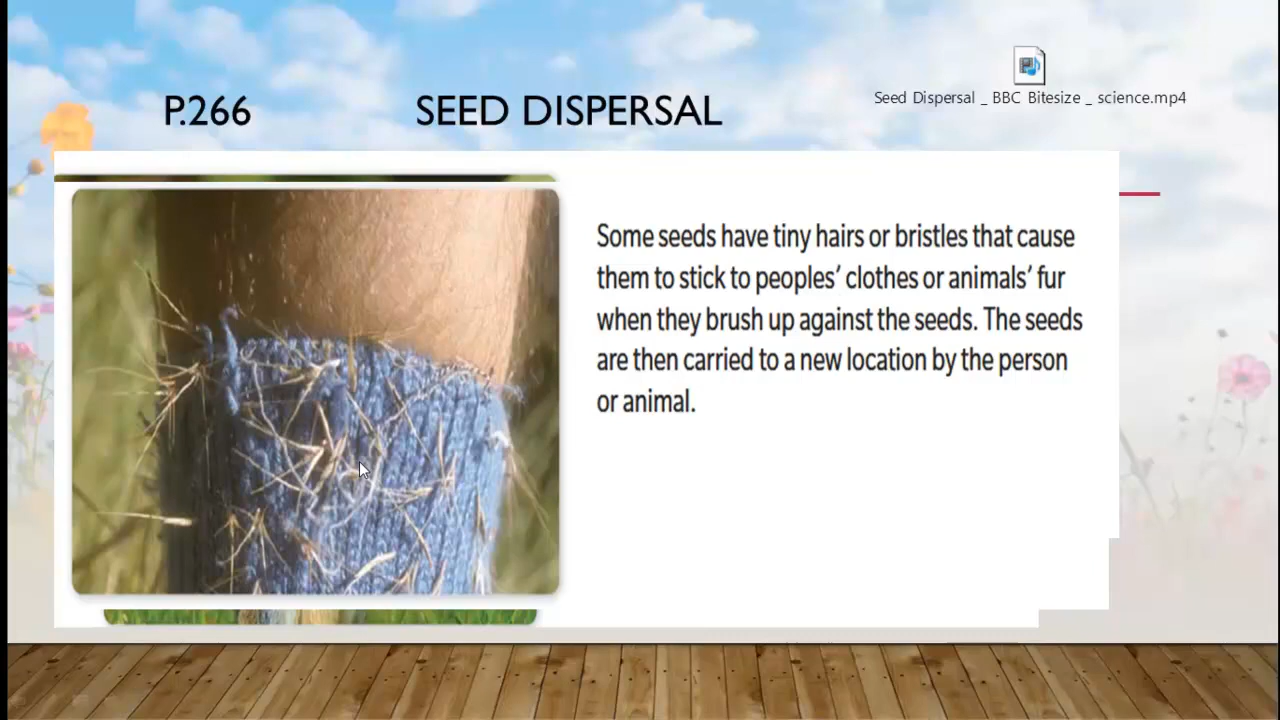 P.266 SEED DISPERSAL
Seed Dispersal _ BBC Bitesize _ science.mp4
Some seeds have tiny hairs or bristles that cause
them to stick to peoples’ clothes or animals’ fur
when they brush up against the seeds. The seeds
are then carried to a new location by the person
or animal.